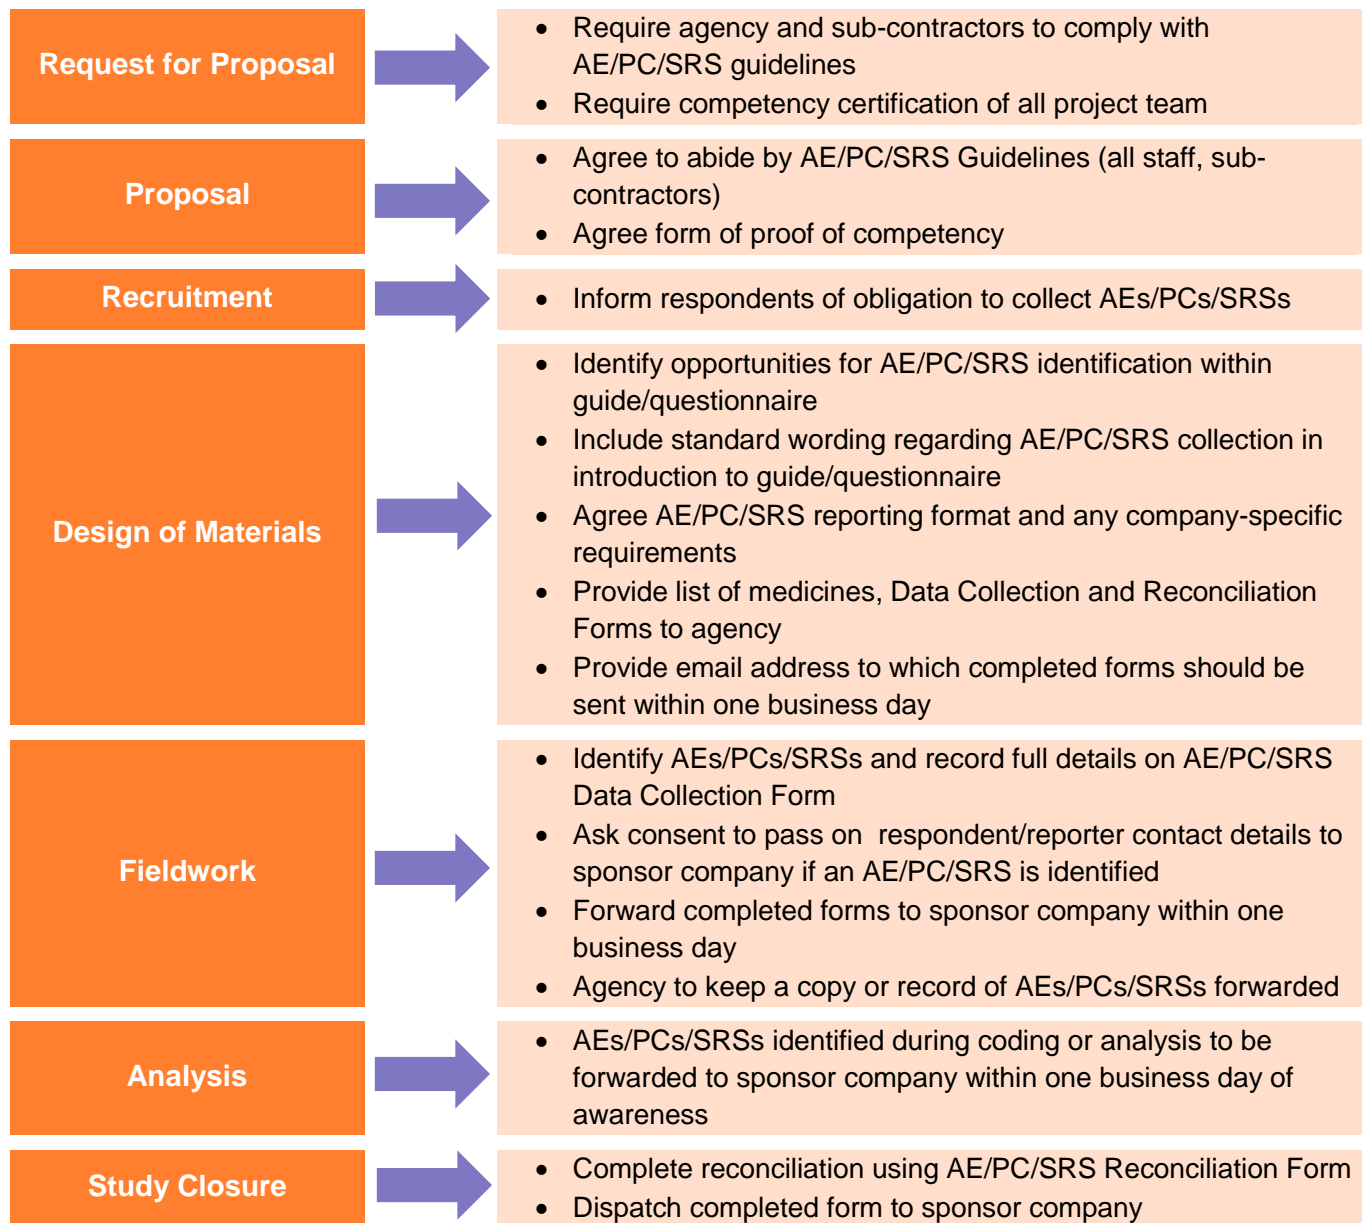 Request for Proposal
• Require agency and sub-contractors to comply with
AE/PC/SRS guidelines
• Require competency certification of all project team
Proposal
• Agree to abide by AE/PC/SRS Guidelines (all staff, sub-
contractors)
• Agree form of proof of competency
Recruitment
• Inform respondents of obligation to collect AEs/PCs/SRSs
Design of Materials
• Identify opportunities for AE/PC/SRS identification within
guide/questionnaire
• Include standard wording regarding AE/PC/SRS collection in
introduction to guide/questionnaire
• Agree AE/PC/SRS reporting format and any company-specific
requirements
• Provide list of medicines, Data Collection and Reconciliation
Forms to agency
• Provide email address to which completed forms should be
sent within one business day
Fieldwork
• Identify AEs/PCs/SRSs and record full details on AE/PC/SRS
Data Collection Form
• Ask consent to pass on  respondent/reporter contact details to
sponsor company if an AE/PC/SRS is identified
• Forward completed forms to sponsor company within one
business day
• Agency to keep a copy or record of AEs/PCs/SRSs forwarded
Analysis
• AEs/PCs/SRSs identified during coding or analysis to be
forwarded to sponsor company within one business day of
awareness
Study Closure
• Complete reconciliation using AE/PC/SRS Reconciliation Form
• Dispatch completed form to sponsor company